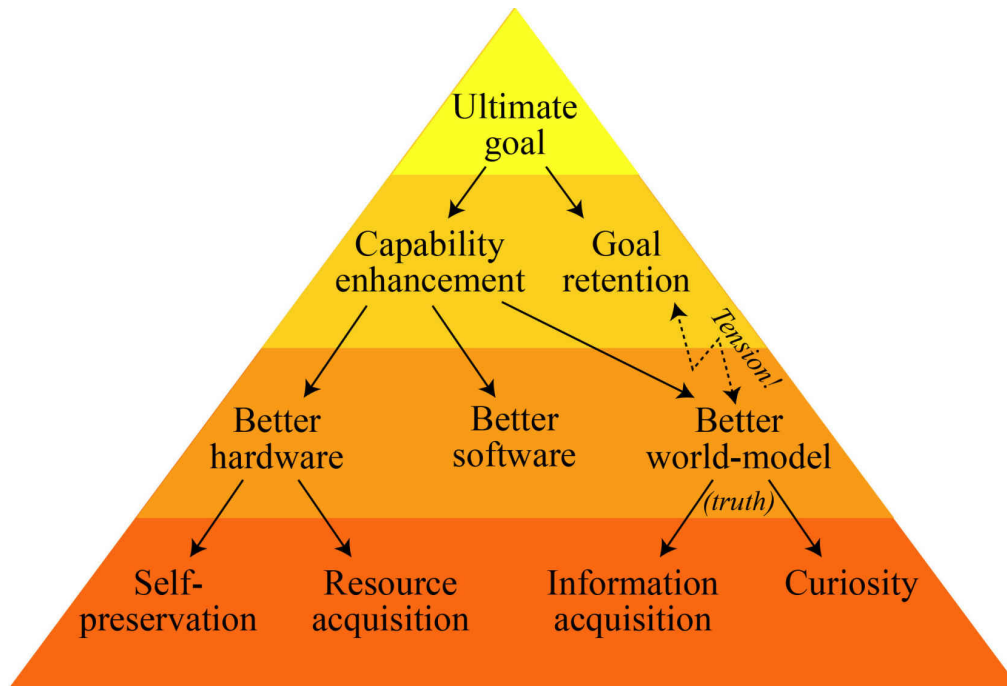 Ultimate
goal
Capability
enhancement
Goal
retention
Tension!
Better
hardware
Better
software
Better
world-model
(truth)
Self-
preservation
Resource
acquisition
Information
acquisition
Curiosity